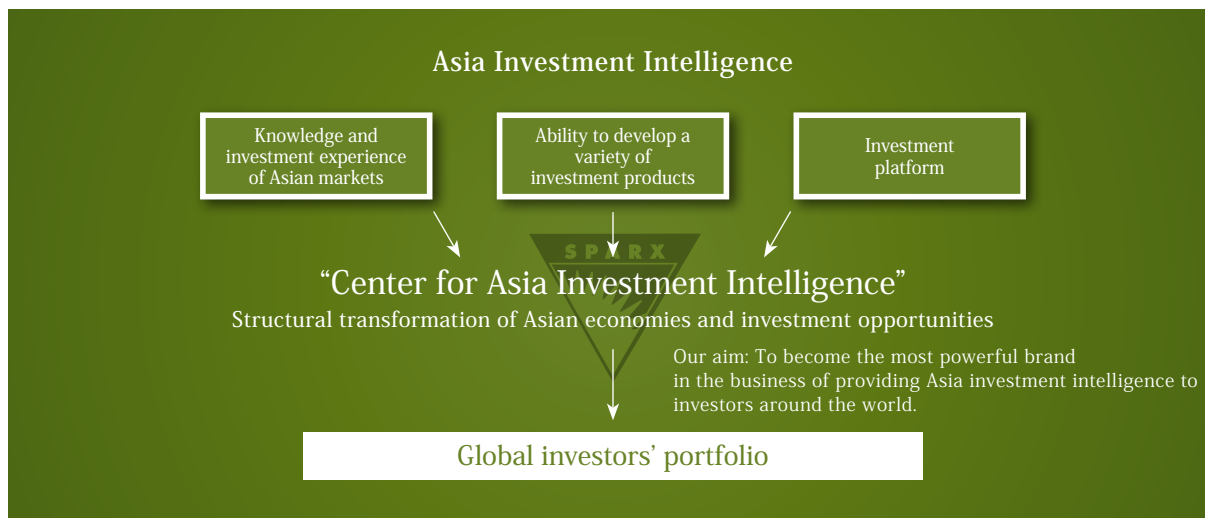 Asia Investment Intelligence
Knowledge and
investment experience
of Asian markets
Ability to develop a
variety of
investment products
Investment
platform
SPARX
“Center for Asia Investment Intelligence”
Structural transformation of Asian economies and investment opportunities
Our aim: To become the most powerful brand
in the business of providing Asia investment intelligence to
investors around the world.
Global investors’ portfolio